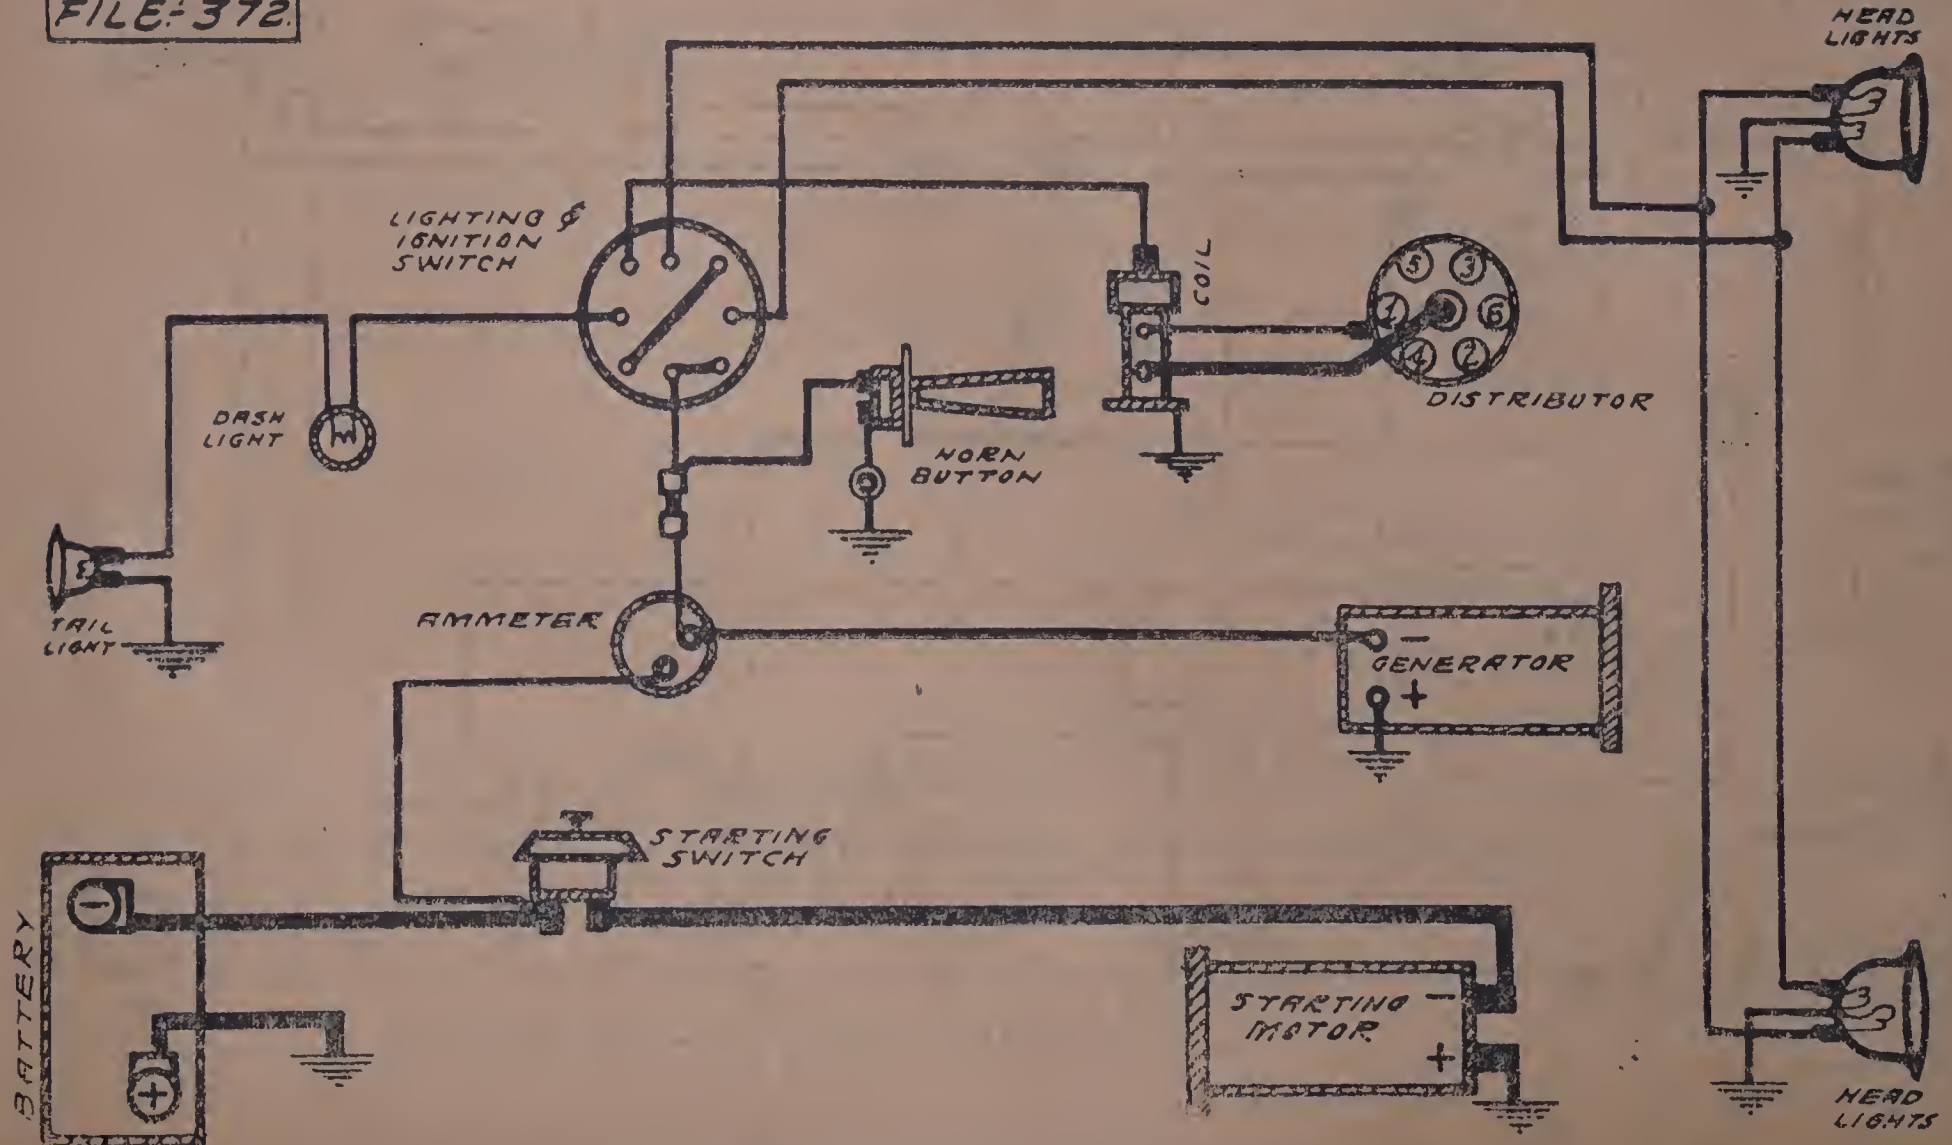 FILE:-372.
HEAD
LIGHTS
LIGHTING &
IGNITION
SWITCH
COIL
5 3
1 6
4 2
DISTRIBUTOR
DASH
LIGHT
HORN
BUTTON
TAIL
LIGHT
AMMETER
-
GENERATOR
+
STARTING
SWITCH
BATTERY
-
+
STARTING -
MOTOR
+
HEAD
LIGHTS